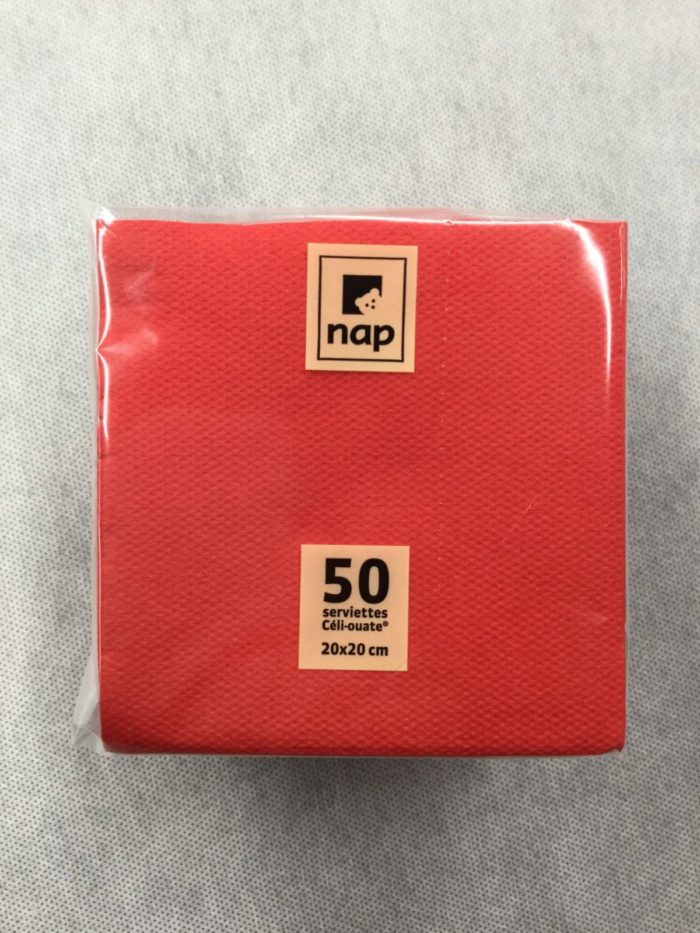 nap
50
serviettes
Céli-ouate®
20x20 cm